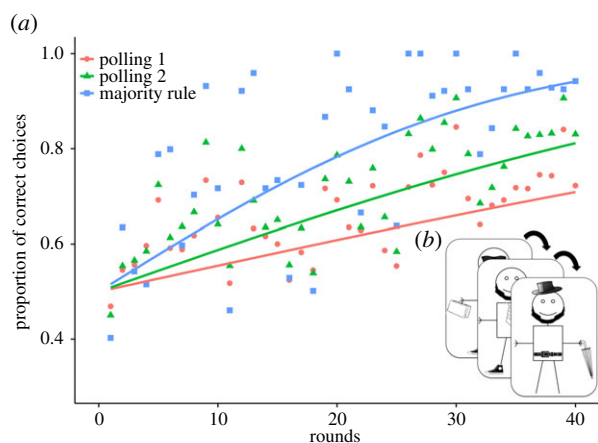 (a)
1.0
polling 1
polling 2
majority rule
0.8
proportion of correct choices
0.6
(b)
0.4
0 10 20 30 40
rounds